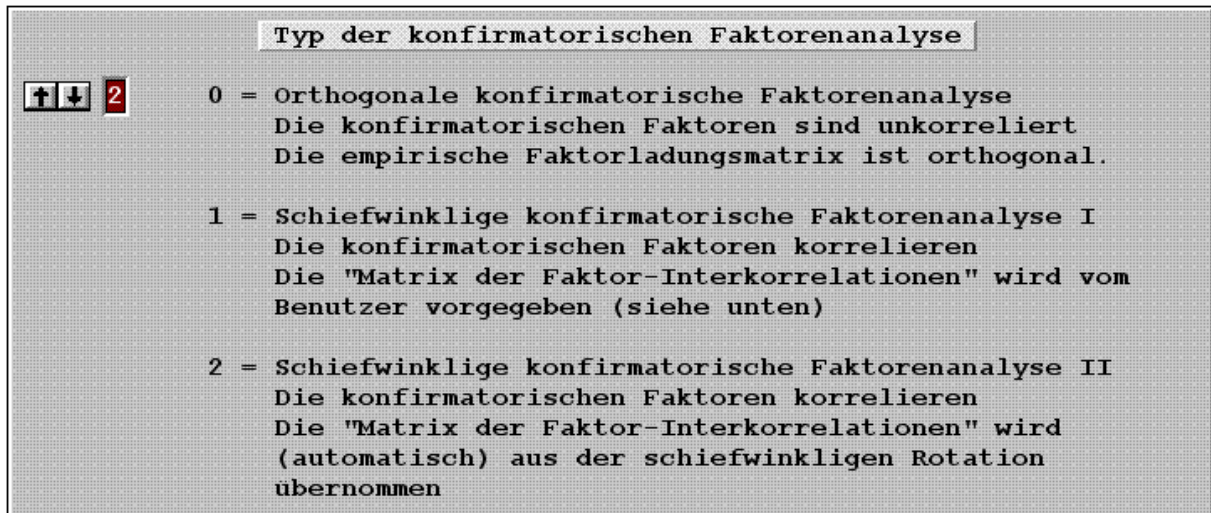 Typ der konfirmatorischen Faktorenanalyse
2 0 = Orthogonale konfirmatorische Faktorenanalyse
Die konfirmatorischen Faktoren sind unkorreliert
Die empirische Faktorladungsmatrix ist orthogonal.
1 = Schiefwinklige konfirmatorische Faktorenanalyse I
Die konfirmatorischen Faktoren korrelieren
Die "Matrix der Faktor-Interkorrelationen" wird vom
Benutzer vorgegeben (siehe unten)
2 = Schiefwinklige konfirmatorische Faktorenanalyse II
Die konfirmatorischen Faktoren korrelieren
Die "Matrix der Faktor-Interkorrelationen" wird
(automatisch) aus der schiefwinkligen Rotation
übernommen